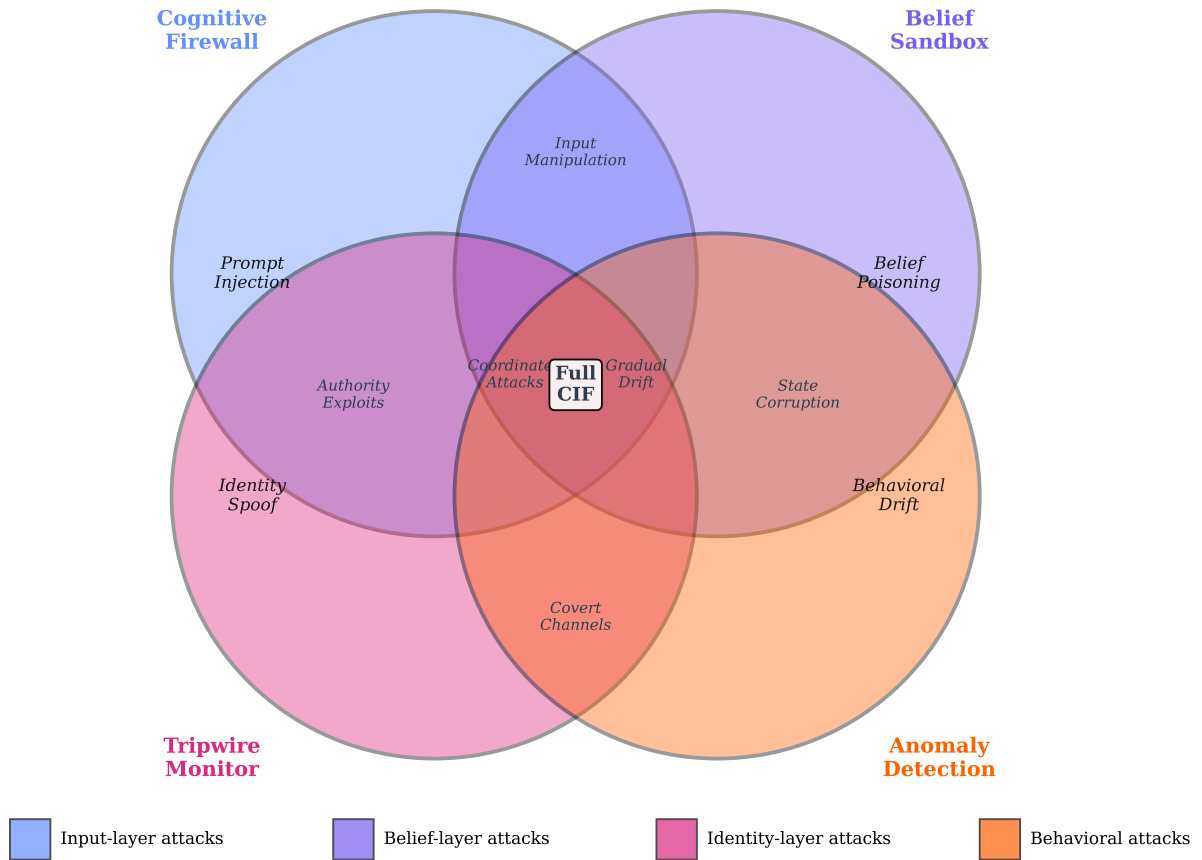 Cognitive
Firewall
Belief
Sandbox
Input
Manipulation
Prompt
Injection
Belief
Poisoning
Coordinate
Attacks
Full
CIF
Gradual
Drift
Authority
Exploits
State
Corruption
Identity
Spoof
Behavioral
Drift
Covert
Channels
Tripwire
Monitor
Anomaly
Detection
Input-layer attacks
Belief-layer attacks
Identity-layer attacks
Behavioral attacks